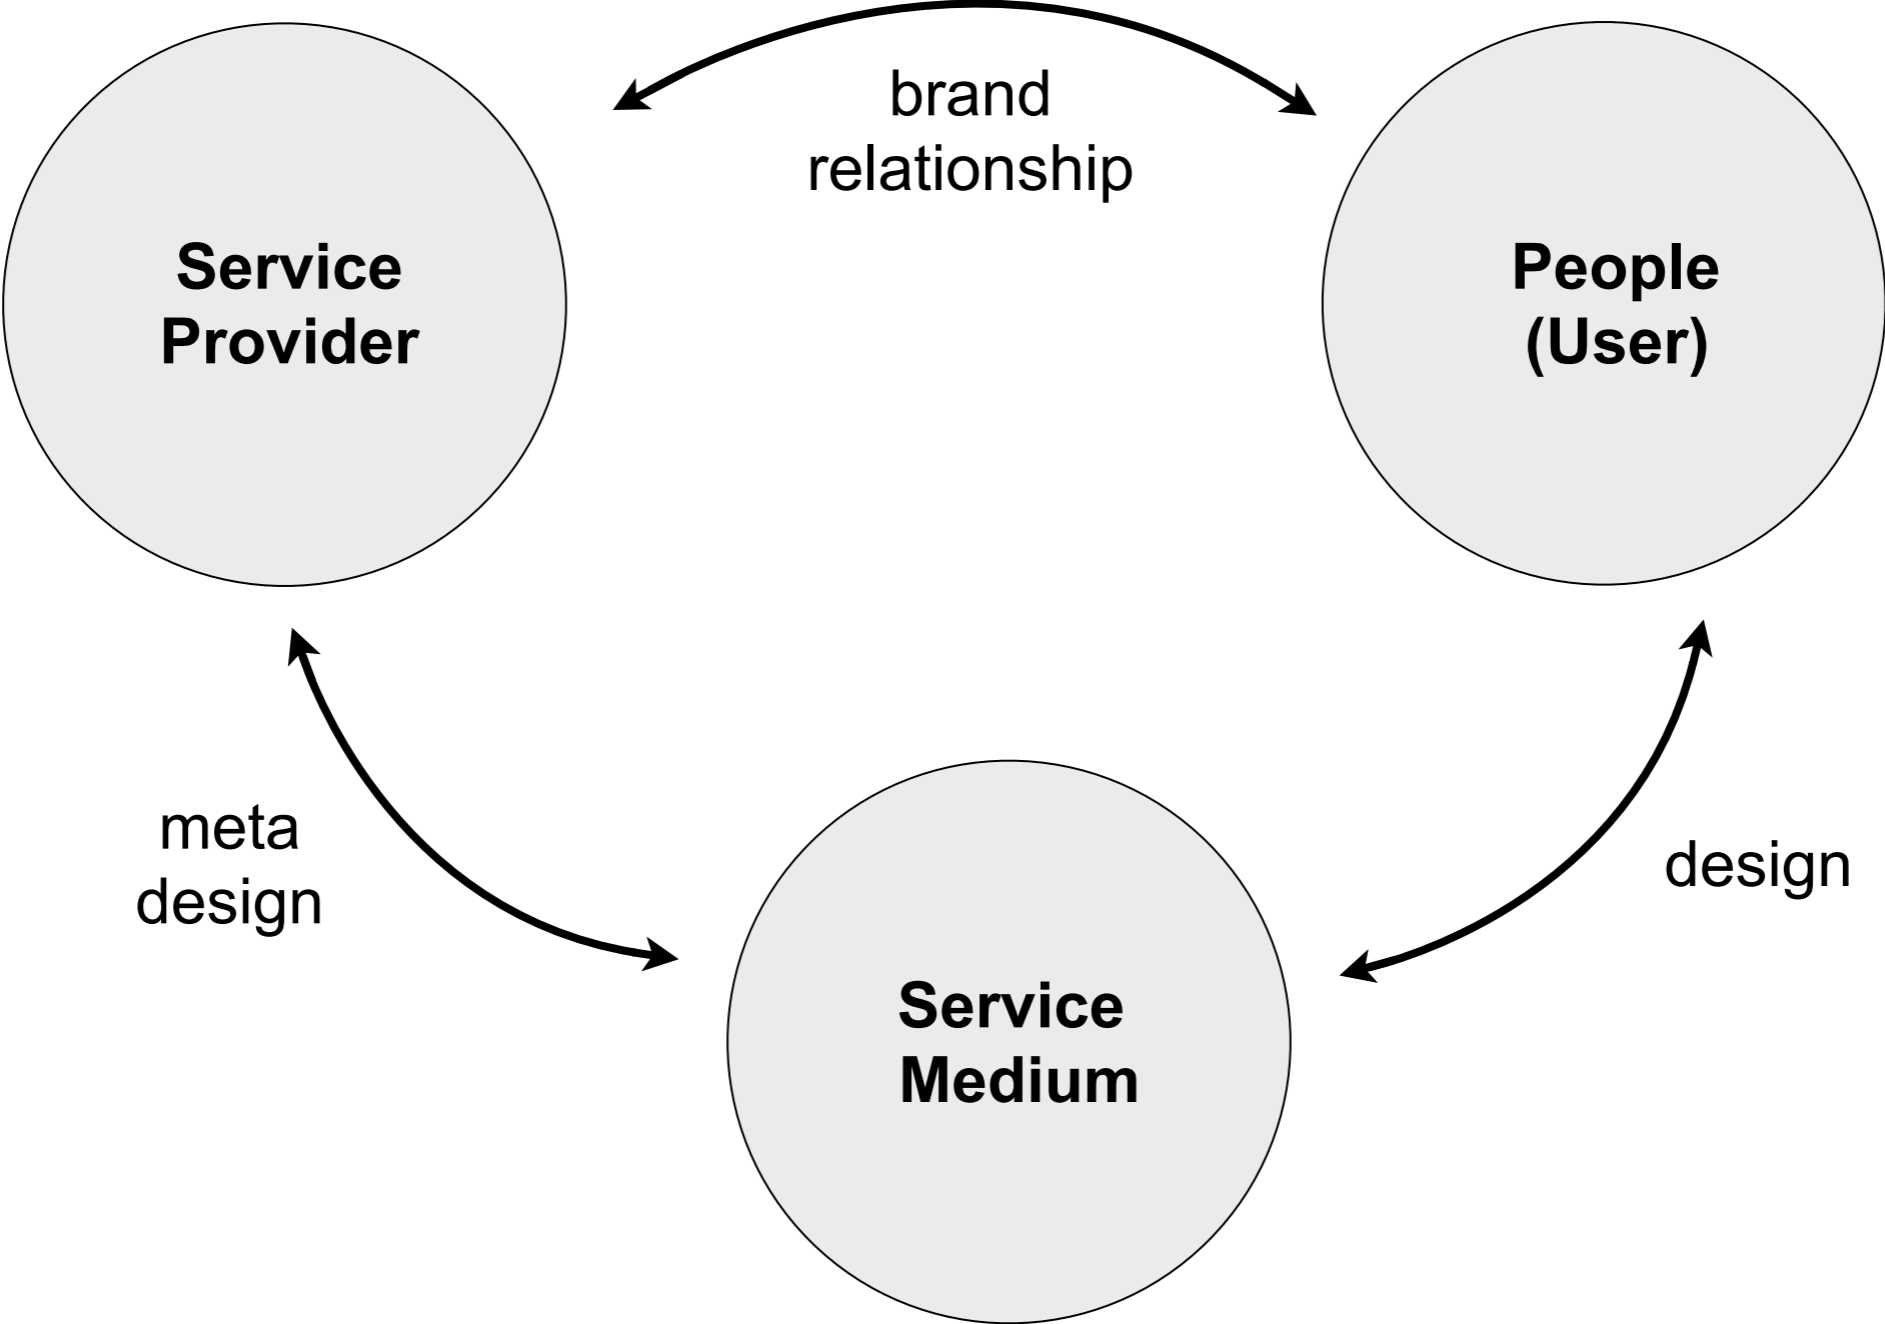 brand
relationship
Service
Provider
People
(User)
meta
design
design
Service
Medium